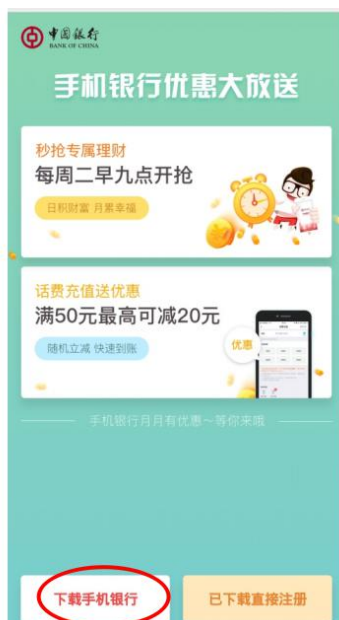 中国银行
BANK OF CHINA
手机银行优惠大放送
秒抢专属理财
每周二早九点开抢
日积财富 月累幸福
话费充值送优惠
满50元最高可减20元
随机立减 快速到账
优惠
手机银行月月有优惠~等你来哦
下载手机银行
已下载直接注册